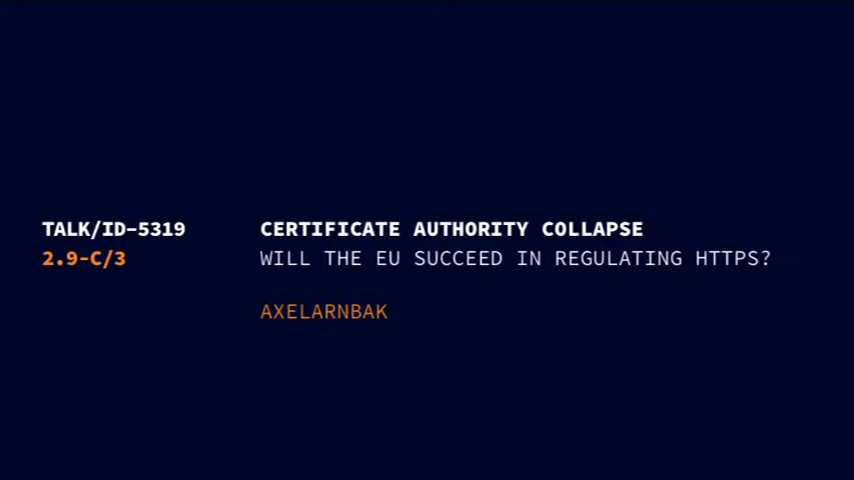 TALK/ID-5319 CERTIFICATE AUTHORITY COLLAPSE
2.9-C/3 WILL THE EU SUCCEED IN REGULATING HTTPS?
AXELARNBAK